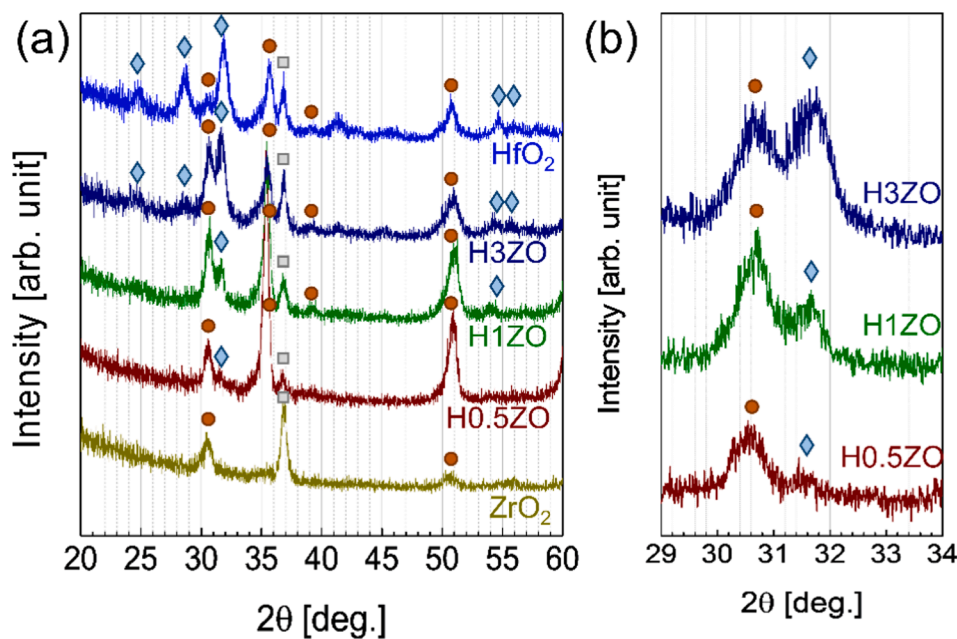 (a)
Intensity [arb. unit]
HfO₂
H3ZO
H1ZO
H0.5ZO
ZrO₂
20 25 30 35 40 45 50 55 60
2θ [deg.]
(b)
Intensity [arb. unit]
H3ZO
H1ZO
H0.5ZO
29 30 31 32 33 34
2θ [deg.]